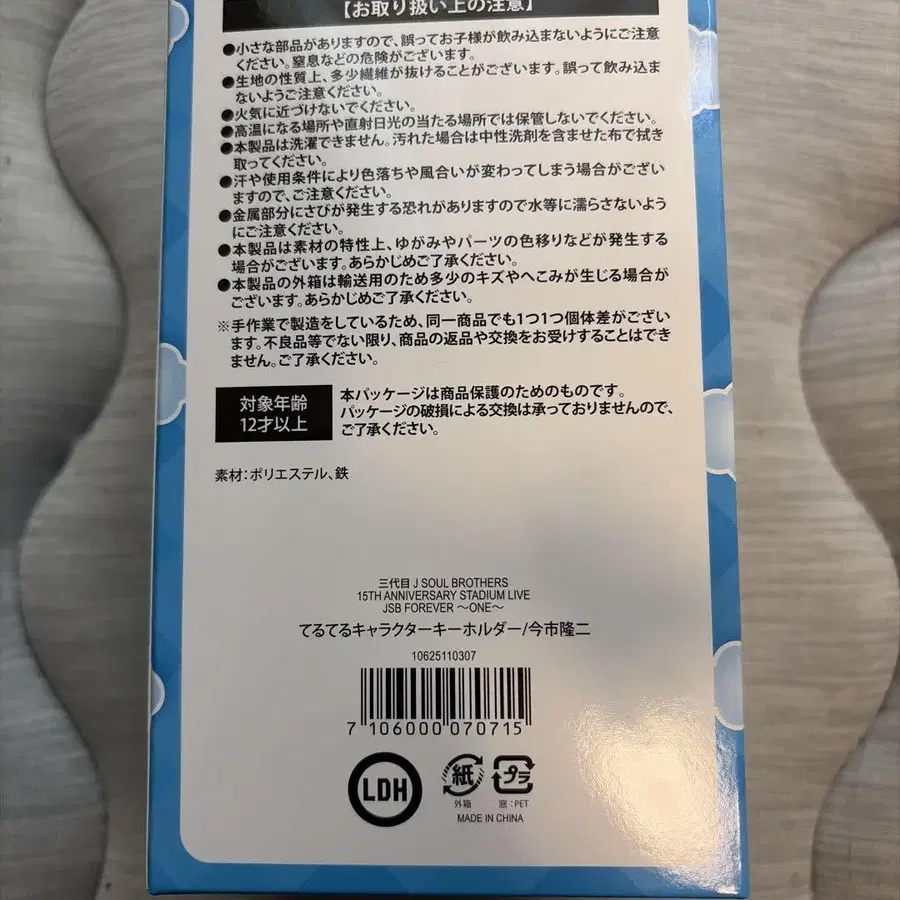 【お取り扱い上の注意】
●小さな部品がありますので、誤ってお子様が飲み込まないようにご注意
ください。窒息などの危険がございます。
●生地の性質上、多少繊維が抜けることがございます。誤って飲み込ま
ないようご注意ください。
●火気に近づけないでください。
●高温になる場所や直射日光の当たる場所では保管しないでください。
●本製品は洗濯できません。汚れた場合は中性洗剤を含ませた布で拭き
取ってください。
●汗や使用条件により色落ちや風合いが変わってしまう場合がござい
ますので、ご注意ください。
●金属部分にさびが発生する恐れがありますので水等に濡らさないよう
にご注意ください。
●本製品は素材の特性上、ゆがみやパーツの色移りなどが発生する
場合がございます。あらかじめご了承ください。
●本製品の外箱は輸送用のため多少のキズやへこみが生じる場合が
ございます。あらかじめご了承ください。
※手作業で製造をしているため、同一商品でも1つ1つ個体差がござい
ます。不良品等でない限り、商品の返品や交換をお受けすることはでき
ません。ご了承ください。
対象年齢
12才以上
本パッケージは商品保護のためのものです。
パッケージの破損による交換は承っておりませんので、
ご了承ください。
素材:ポリエステル、鉄
三代目 J SOUL BROTHERS
15TH ANNIVERSARY STADIUM LIVE
JSB FOREVER 〜ONE〜
てるてるキャラクターキーホルダー/今市隆二
10625110307
7 106000 070715
LDH
紙
外箱
プラ
窓:PET
MADE IN CHINA